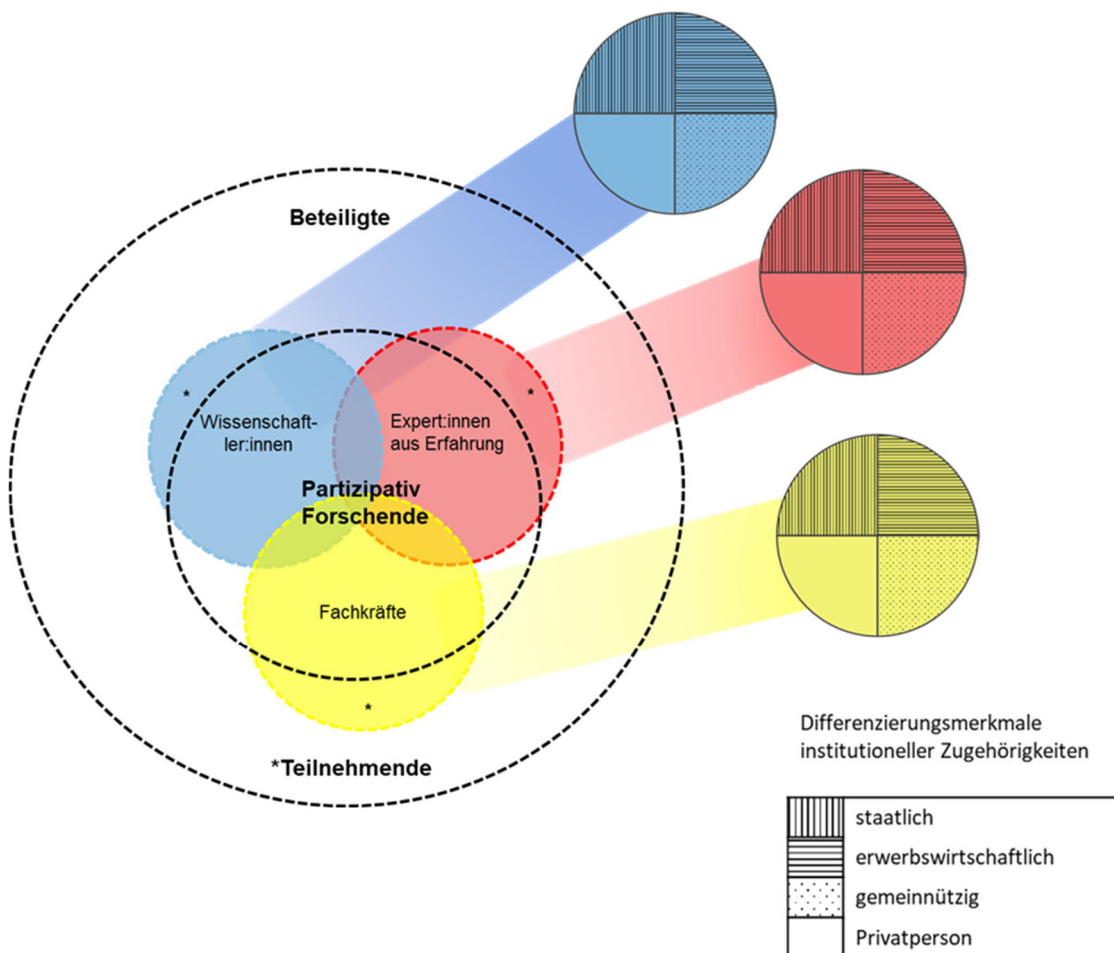 Beteiligte
*
*
Wissenschaft-
ler:innen
Expert:innen
aus Erfahrung
Partizipativ
Forschende
Fachkräfte
*
*Teilnehmende
Differenzierungsmerkmale
institutioneller Zugehörigkeiten
staatlich
erwerbswirtschaftlich
gemeinnützig
Privatperson